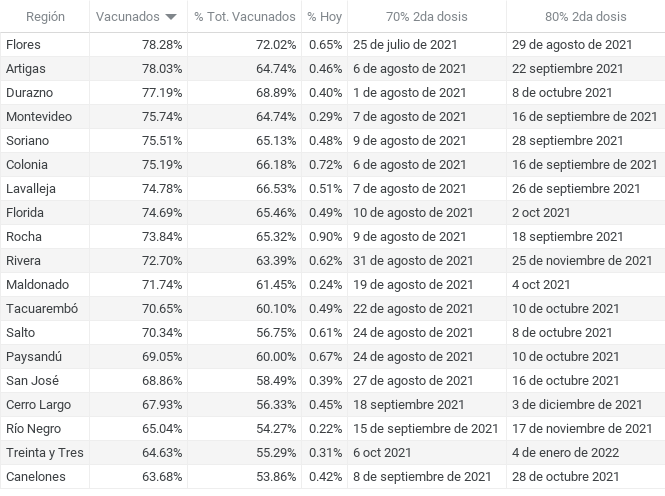 Región Vacunados % Tot. Vacunados % Hoy 70% 2da dosis 80% 2da dosis
Flores 78.28% 72.02% 0.65% 25 de julio de 2021 29 de agosto de 2021
Artigas 78.03% 64.74% 0.46% 6 de agosto de 2021 22 septiembre 2021
Durazno 77.19% 68.89% 0.40% 1 de agosto de 2021 8 de octubre 2021
Montevideo 75.74% 64.74% 0.29% 7 de agosto de 2021 16 de septiembre de 2021
Soriano 75.51% 65.13% 0.48% 9 de agosto de 2021 28 septiembre 2021
Colonia 75.19% 66.18% 0.72% 6 de agosto de 2021 16 de septiembre de 2021
Lavalleja 74.78% 66.53% 0.51% 7 de agosto de 2021 26 de septiembre 2021
Florida 74.69% 65.46% 0.49% 10 de agosto de 2021 2 oct 2021
Rocha 73.84% 65.32% 0.90% 9 de agosto de 2021 18 septiembre 2021
Rivera 72.70% 63.39% 0.62% 31 de agosto de 2021 25 de noviembre de 2021
Maldonado 71.74% 61.45% 0.24% 19 de agosto de 2021 4 oct 2021
Tacuarembó 70.65% 60.10% 0.49% 22 de agosto de 2021 10 de octubre 2021
Salto 70.34% 56.75% 0.61% 24 de agosto de 2021 8 de octubre 2021
Paysandú 69.05% 60.00% 0.67% 24 de agosto de 2021 10 de octubre 2021
San José 68.86% 58.49% 0.39% 27 de agosto de 2021 16 de octubre 2021
Cerro Largo 67.93% 56.33% 0.45% 18 septiembre 2021 3 de diciembre de 2021
Río Negro 65.04% 54.27% 0.22% 15 de septiembre de 2021 17 de noviembre de 2021
Treinta y Tres 64.63% 55.29% 0.31% 6 oct 2021 4 de enero de 2022
Canelones 63.68% 53.86% 0.42% 8 de septiembre de 2021 28 de octubre 2021